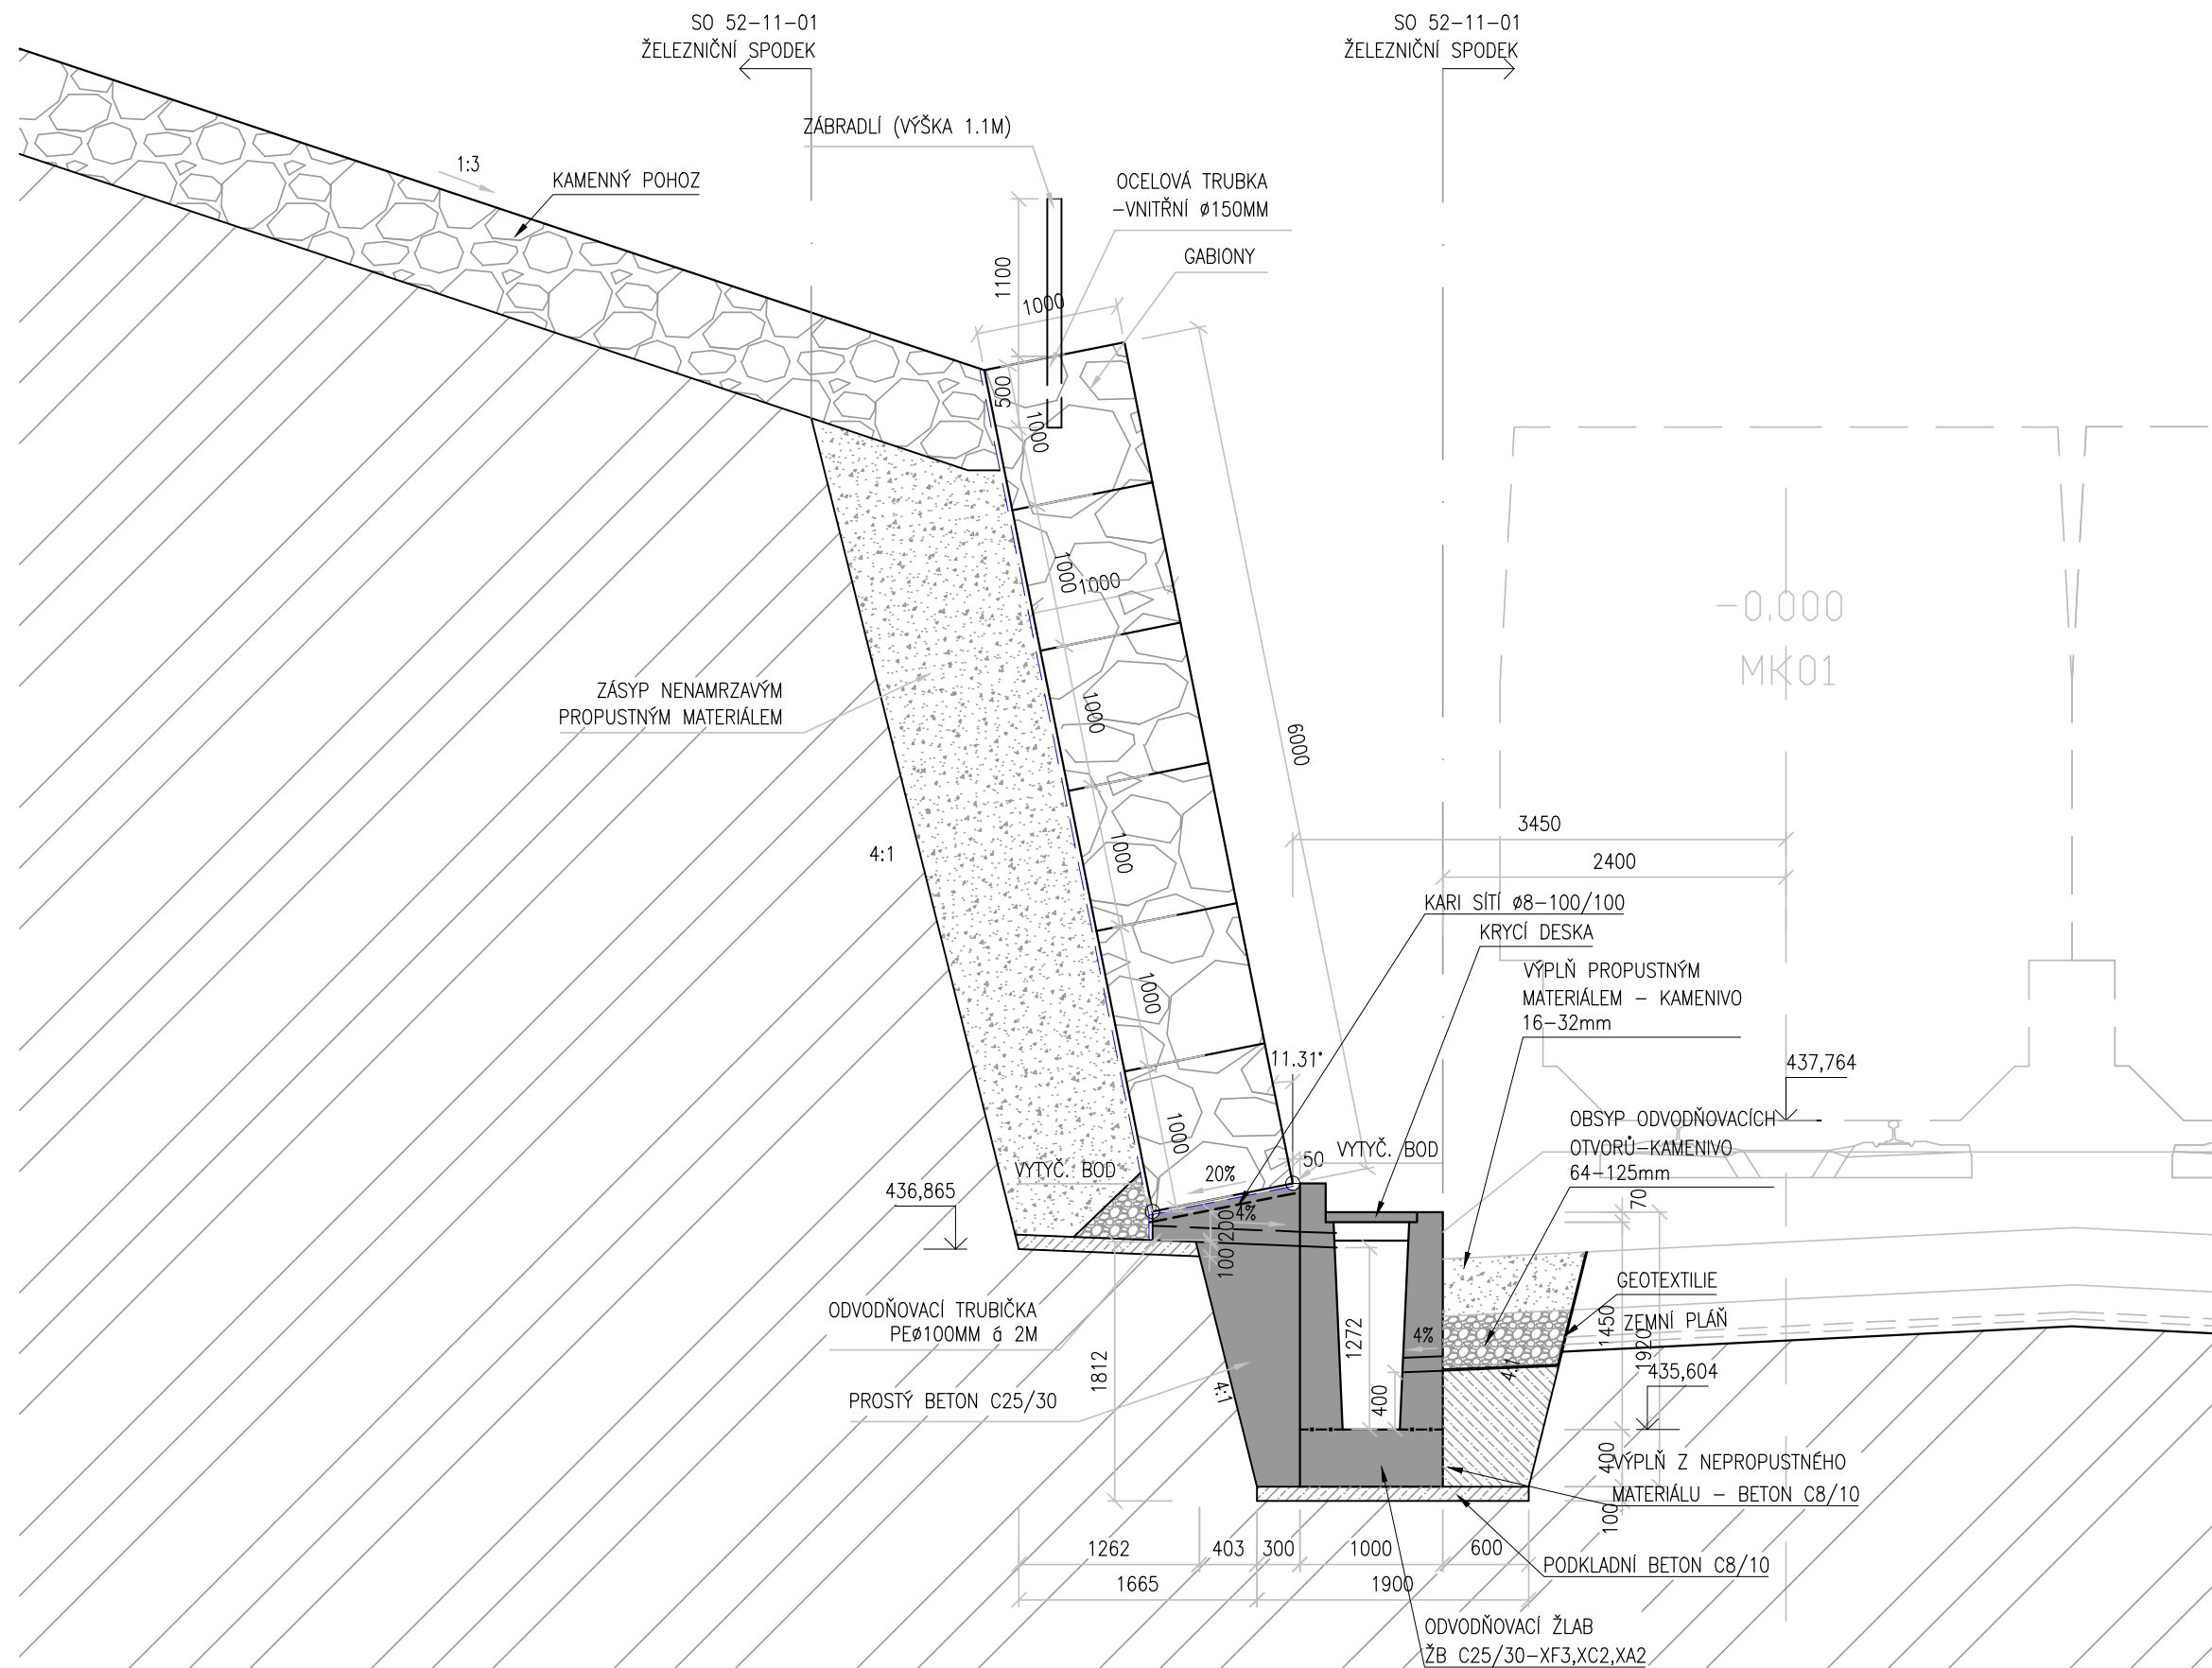 SO 52-11-01
ŽELEZNIČNÍ SPODEK
SO 52-11-01
ŽELEZNIČNÍ SPODEK
ZÁBRADLÍ (VÝŠKA 1.1M)
1:3
KAMENNÝ POHOZ
OCELOVÁ TRUBKA
-VNITŘNÍ ø150MM
GABIONY
1100
1000
500
1000
1000
1000
-0.000
MK01
ZÁSYP NENAMRZAVÝM
PROPUSTNÝM MATERIÁLEM
1000
6000
3450
4:1
1000
2400
KARI SÍTÍ ø8-100/100
KRYCÍ DESKA
VÝPLŇ PROPUSTNÝM
MATERIÁLEM - KAMENIVO
16-32mm
1000
11.31°
437,764
OBSYP ODVODŇOVACÍCH
OTVORŮ-KAMENIVO
64-125mm
1000
VYTYČ. BOD
50
VYTYČ. BOD
20%
436,865
70
4%
200
100
GEOTEXTILIE
ZEMNÍ PLÁŇ
ODVODŇOVACÍ TRUBIČKA
PEø100MM á 2M
1272
4%
1450
1920
1812
4:1
4:1
435,604
PROSTÝ BETON C25/30
400
400
VÝPLŇ Z NEPROPUSTNÉHO
MATERIÁLU - BETON C8/10
100
1262
403
300
1000
600
PODKLADNÍ BETON C8/10
1665
1900
ODVODŇOVACÍ ŽLAB
ŽB C25/30-XF3,XC2,XA2